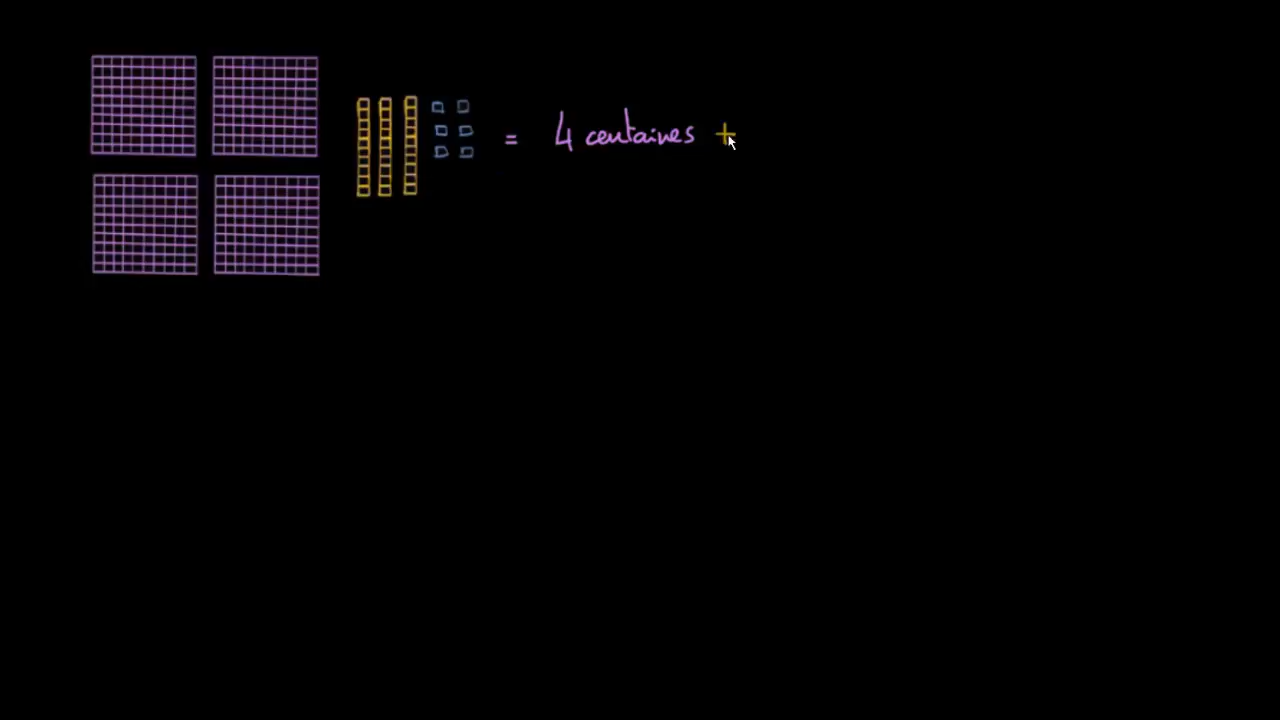 = 4 centaines +